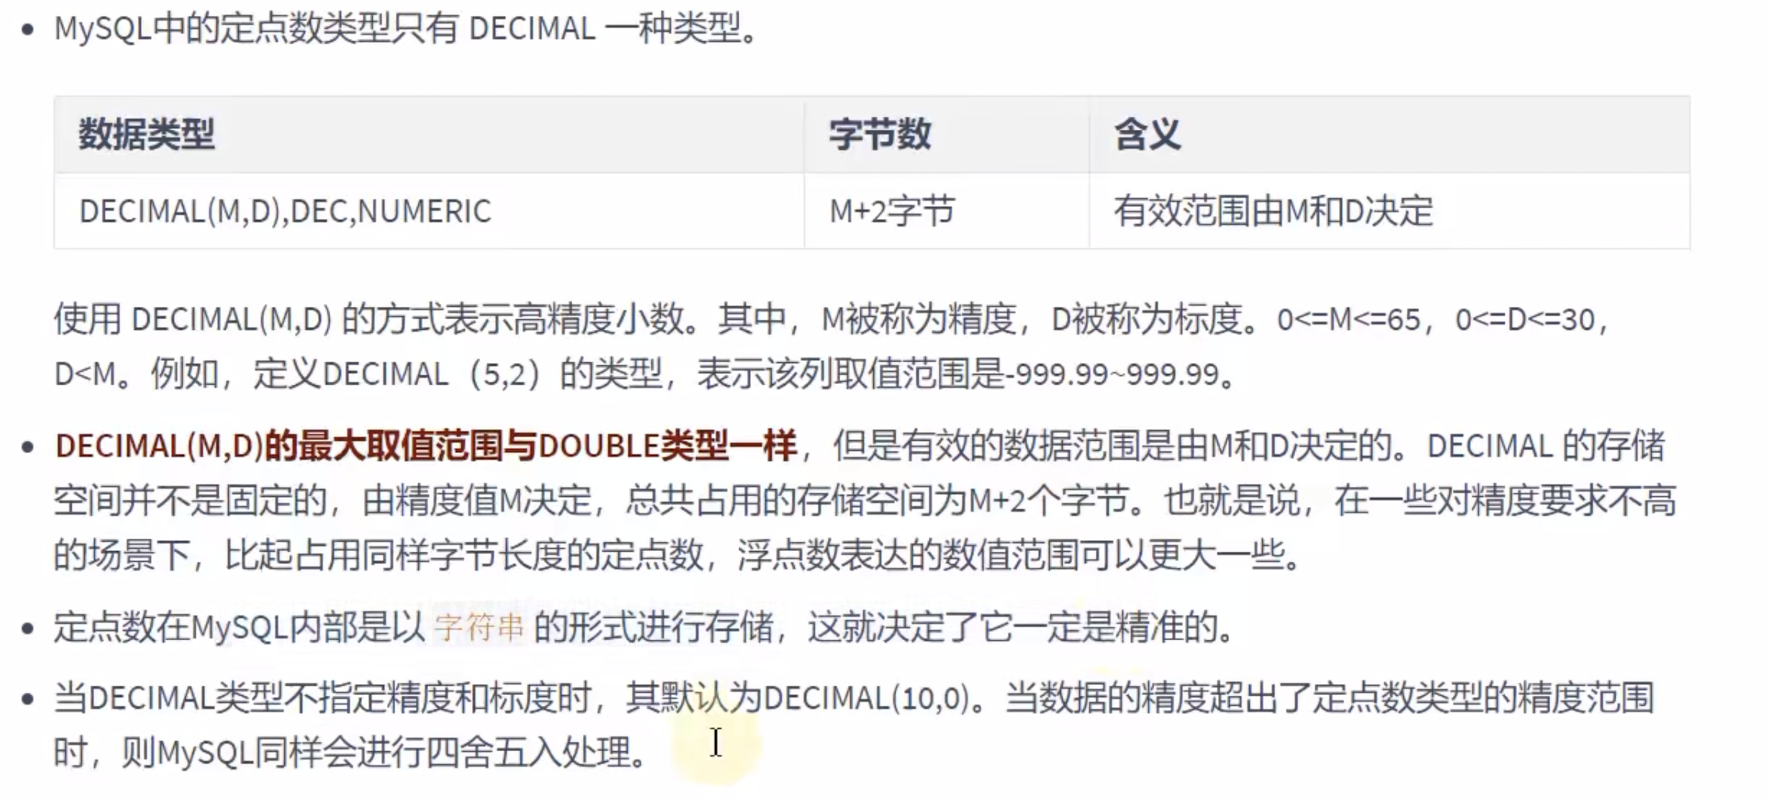 MySQL中的定点数类型只有 DECIMAL 一种类型。
数据类型 字节数 含义
DECIMAL(M,D),DEC,NUMERIC M+2字节 有效范围由M和D决定
使用 DECIMAL(M,D) 的方式表示高精度小数。其中，M被称为精度，D被称为标度。0<=M<=65，0<=D<=30，
D<M。例如，定义DECIMAL（5,2）的类型，表示该列取值范围是-999.99~999.99。
DECIMAL(M,D)的最大取值范围与DOUBLE类型一样，但是有效的数据范围是由M和D决定的。DECIMAL 的存储
空间并不是固定的，由精度值M决定，总共占用的存储空间为M+2个字节。也就是说，在一些对精度要求不高
的场景下，比起占用同样字节长度的定点数，浮点数表达的数值范围可以更大一些。
定点数在MySQL内部是以 字符串 的形式进行存储，这就决定了它一定是精准的。
当DECIMAL类型不指定精度和标度时，其默认为DECIMAL(10,0)。当数据的精度超出了定点数类型的精度范围
时，则MySQL同样会进行四舍五入处理。